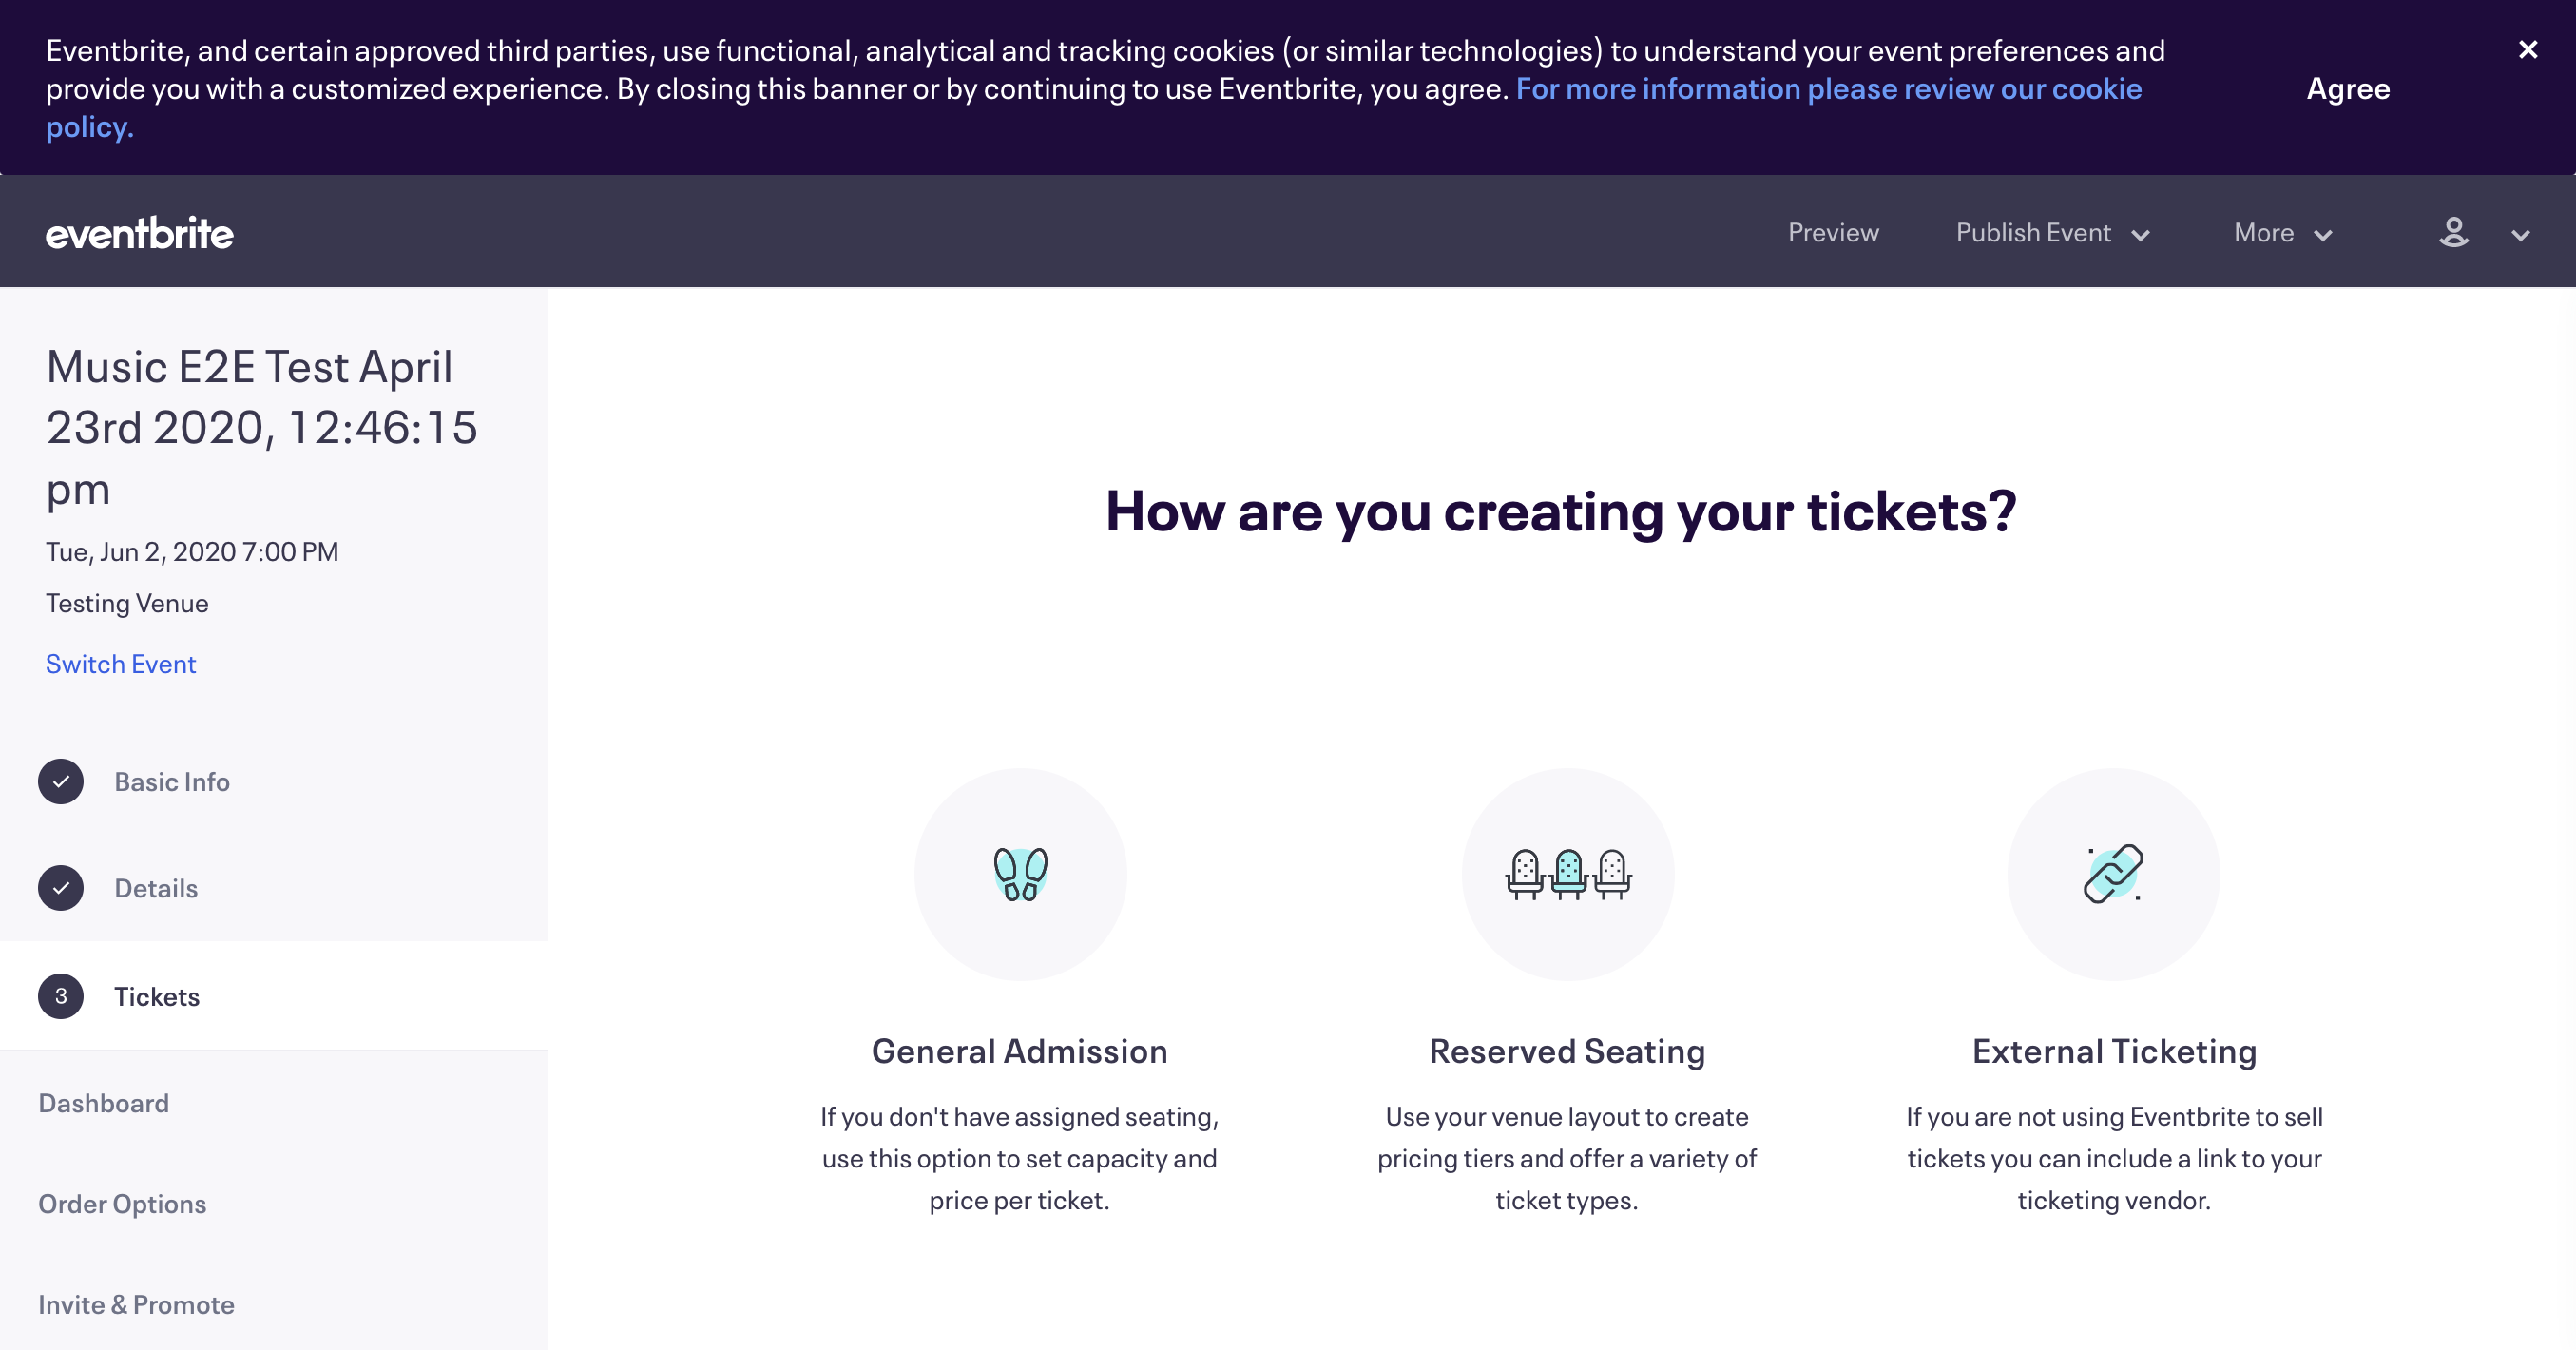 Eventbrite, and certain approved third parties, use functional, analytical and tracking cookies (or similar technologies) to understand your event preferences and
provide you with a customized experience. By closing this banner or by continuing to use Eventbrite, you agree. For more information please review our cookie
policy.
Agree
eventbrite
Preview
Publish Event
More
Music E2E Test April
23rd 2020, 12:46:15
pm
Tue, Jun 2, 2020 7:00 PM
Testing Venue
Switch Event
Basic Info
Details
3 Tickets
Dashboard
Order Options
Invite & Promote
How are you creating your tickets?
General Admission
If you don't have assigned seating,
use this option to set capacity and
price per ticket.
Reserved Seating
Use your venue layout to create
pricing tiers and offer a variety of
ticket types.
External Ticketing
If you are not using Eventbrite to sell
tickets you can include a link to your
ticketing vendor.